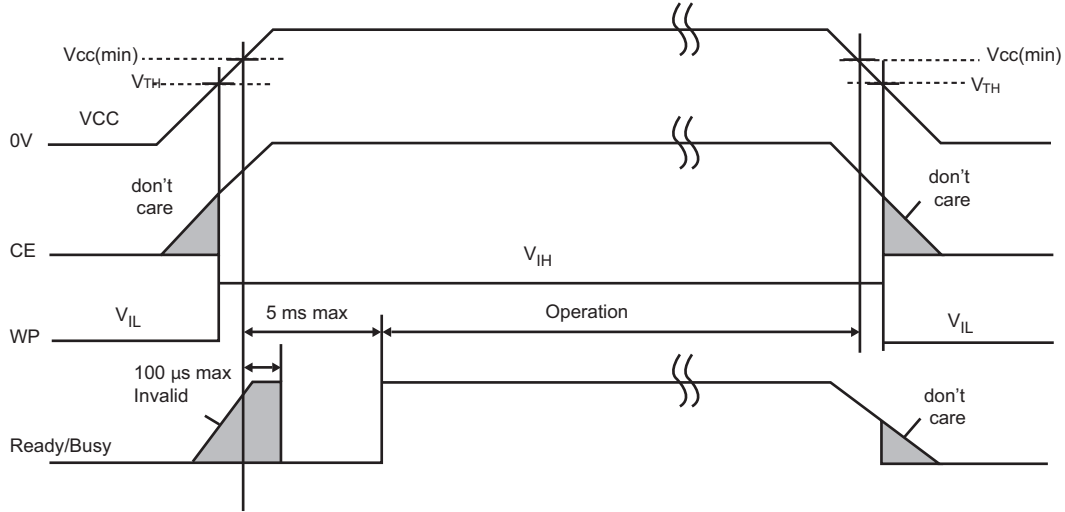 Vcc(min)
Vcc(min)
VTH
VTH
VCC
0V
don't
care
don't
care
CE
VIH
VIL
5 ms max
Operation
VIL
WP
100 µs max
Invalid
don't
care
Ready/Busy